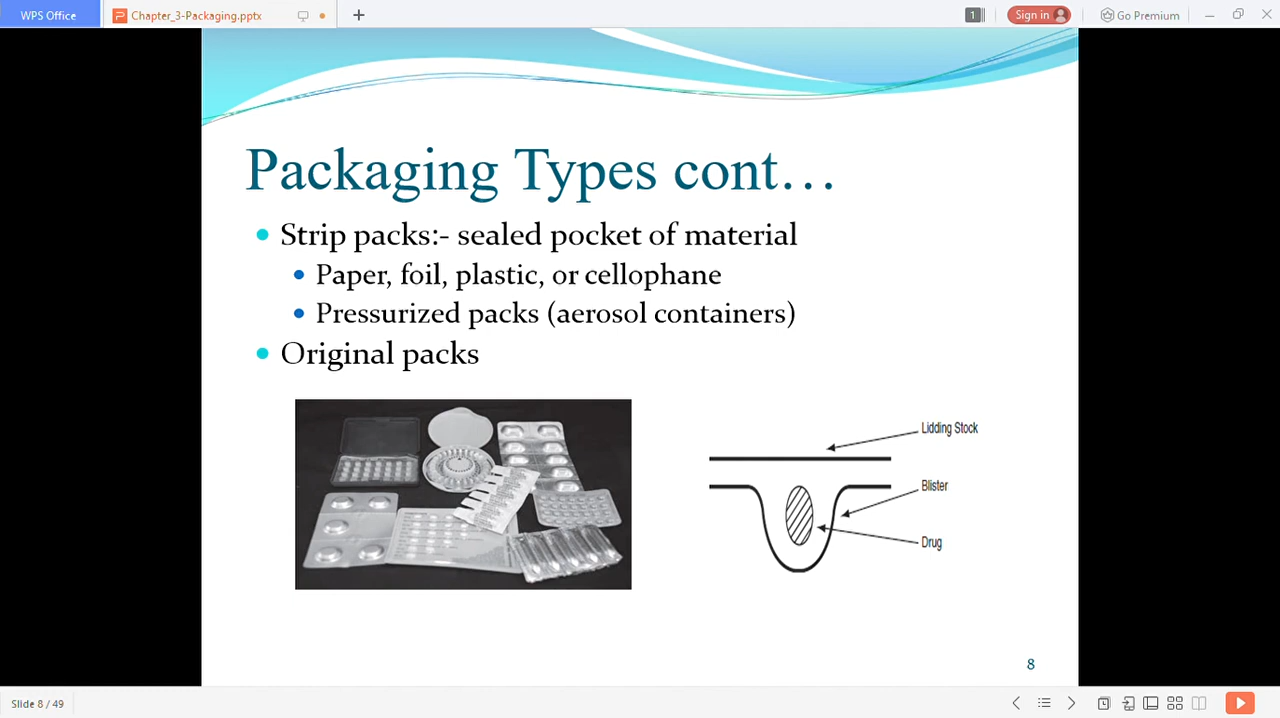 WPS Office
Chapter_3-Packaging.pptx
1
Sign in
Go Premium
Packaging Types cont…
Strip packs:- sealed pocket of material
Paper, foil, plastic, or cellophane
Pressurized packs (aerosol containers)
Original packs
Lidding Stock
Blister
Drug
8
Slide 8 / 49